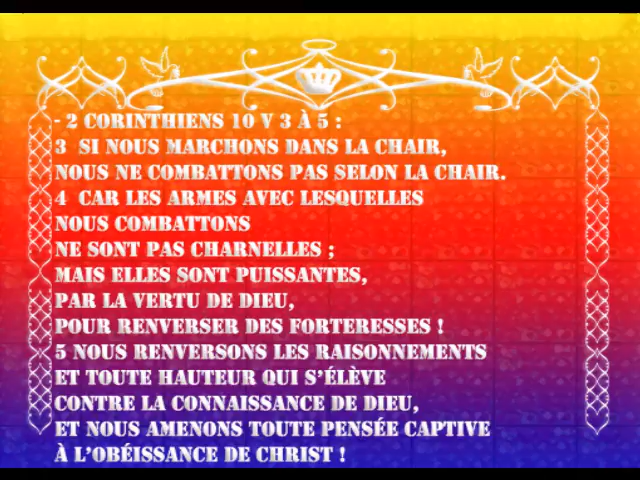 - 2 CORINTHIENS 10 V 3 À 5 :
3  SI NOUS MARCHONS DANS LA CHAIR,
NOUS NE COMBATTONS PAS SELON LA CHAIR.
4  CAR LES ARMES AVEC LESQUELLES
NOUS COMBATTONS
NE SONT PAS CHARNELLES ;
MAIS ELLES SONT PUISSANTES,
PAR LA VERTU DE DIEU,
POUR RENVERSER DES FORTERESSES !
5 NOUS RENVERSONS LES RAISONNEMENTS
ET TOUTE HAUTEUR QUI S'ÉLÈVE
CONTRE LA CONNAISSANCE DE DIEU,
ET NOUS AMENONS TOUTE PENSÉE CAPTIVE
À L'OBÉISSANCE DE CHRIST !